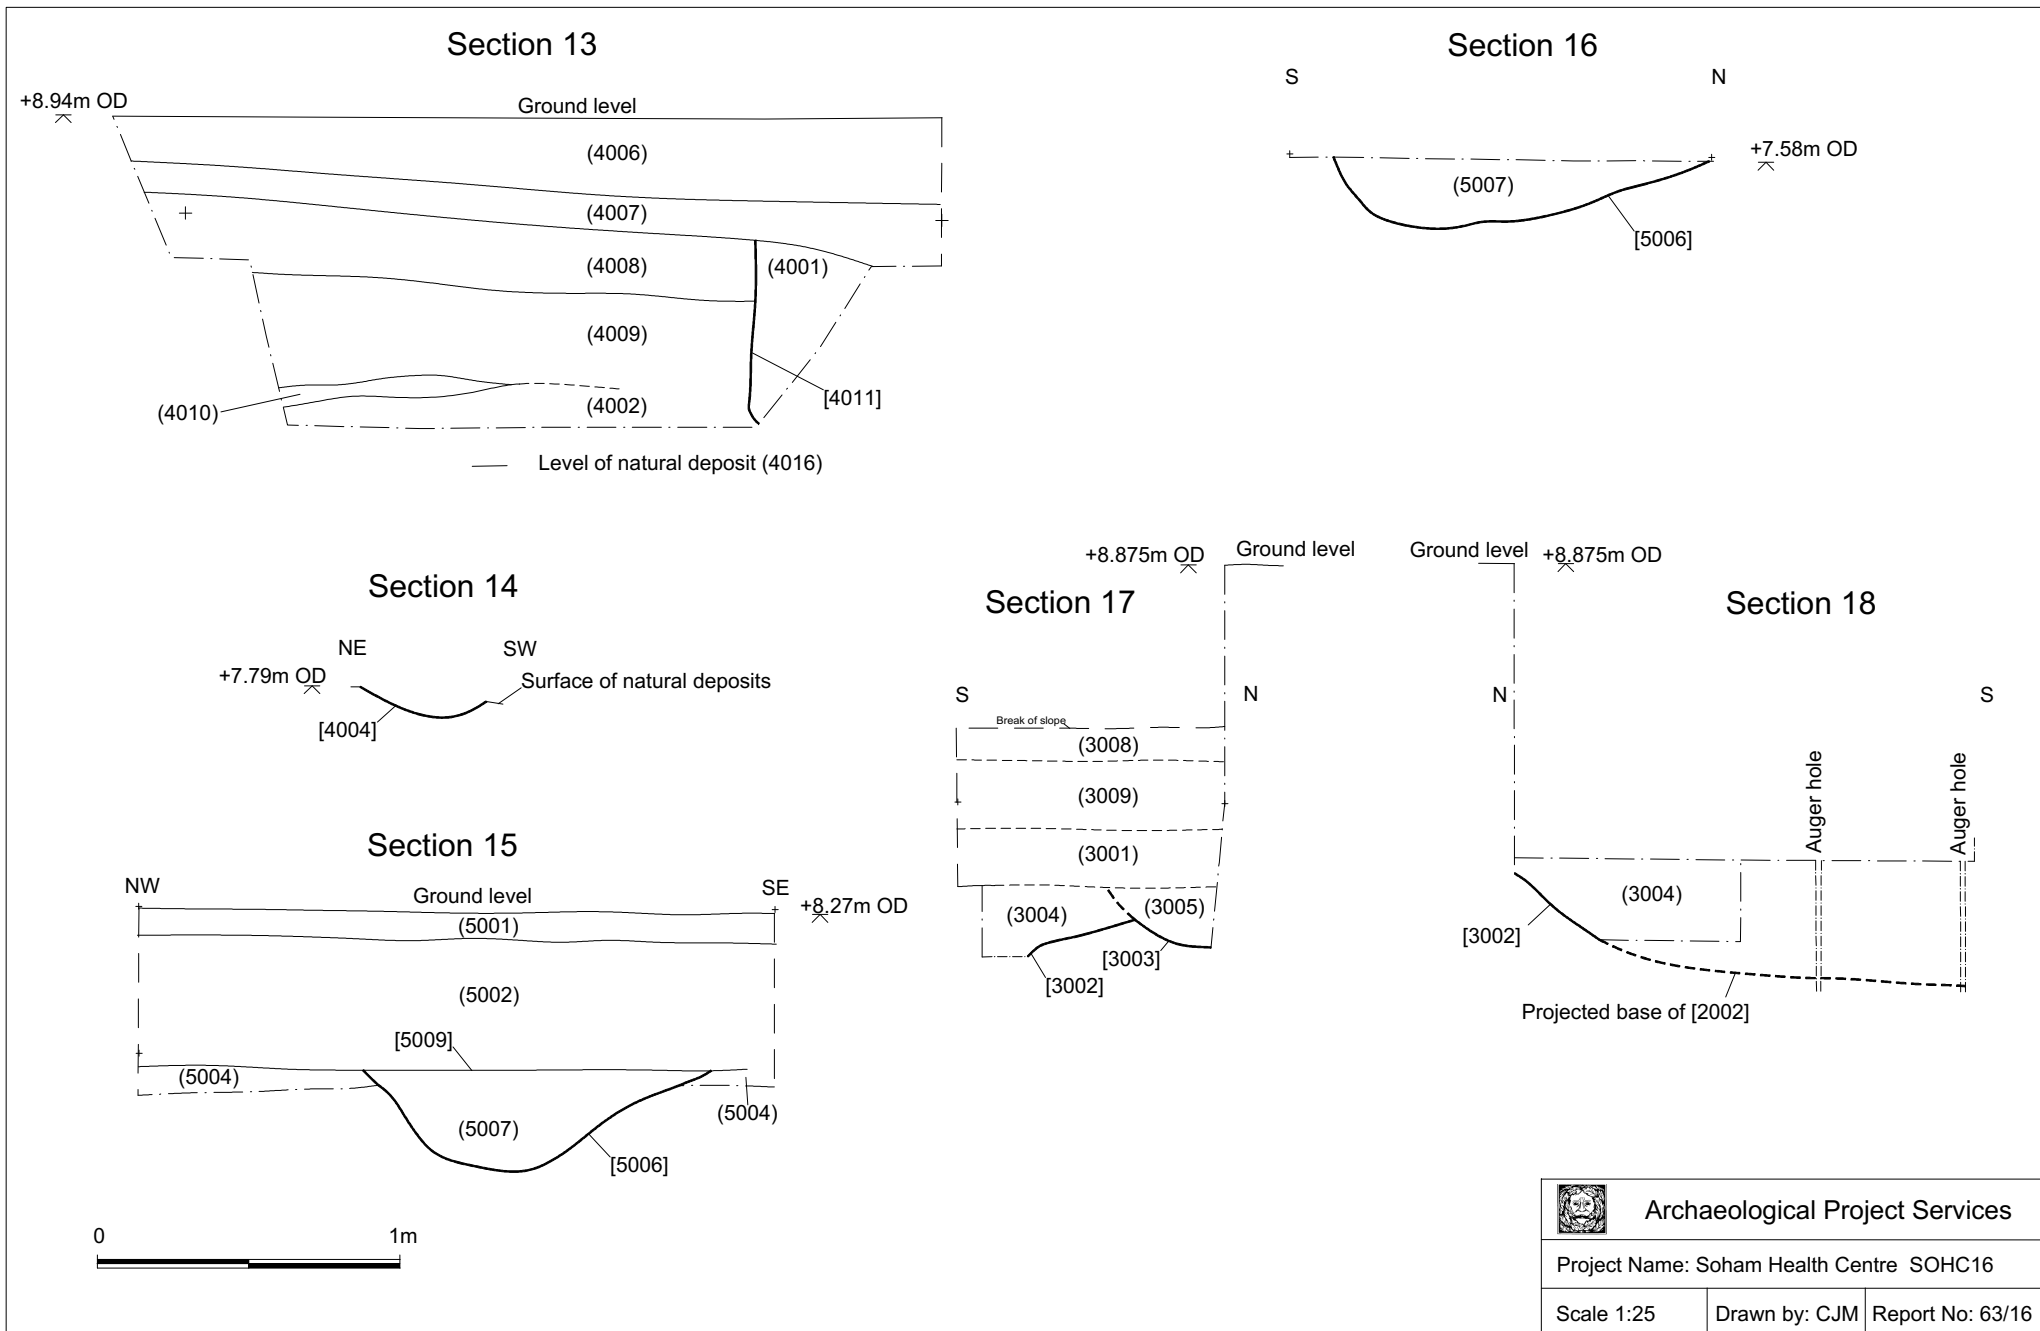 Section 13
+8.94m OD
Ground level
(4006)
(4007)
(4008)
(4001)
(4009)
[4011]
(4010)
(4002)
Level of natural deposit (4016)
Section 16
S
N
+7.58m OD
(5007)
[5006]
Section 14
NE
SW
+7.79m OD
Surface of natural deposits
[4004]
Section 15
NW
SE
Ground level
+8.27m OD
(5001)
(5002)
[5009]
(5004)
(5004)
(5007)
[5006]
0
1m
+8.875m OD
Ground level
Section 17
S
N
Break of slope
(3008)
(3009)
(3001)
(3004)
(3005)
[3003]
[3002]
Ground level
+8.875m OD
Section 18
N
S
Auger hole
Auger hole
(3004)
[3002]
Projected base of [2002]
Archaeological Project Services
Project Name: Soham Health Centre SOHC16
Scale 1:25
Drawn by: CJM
Report No: 63/16